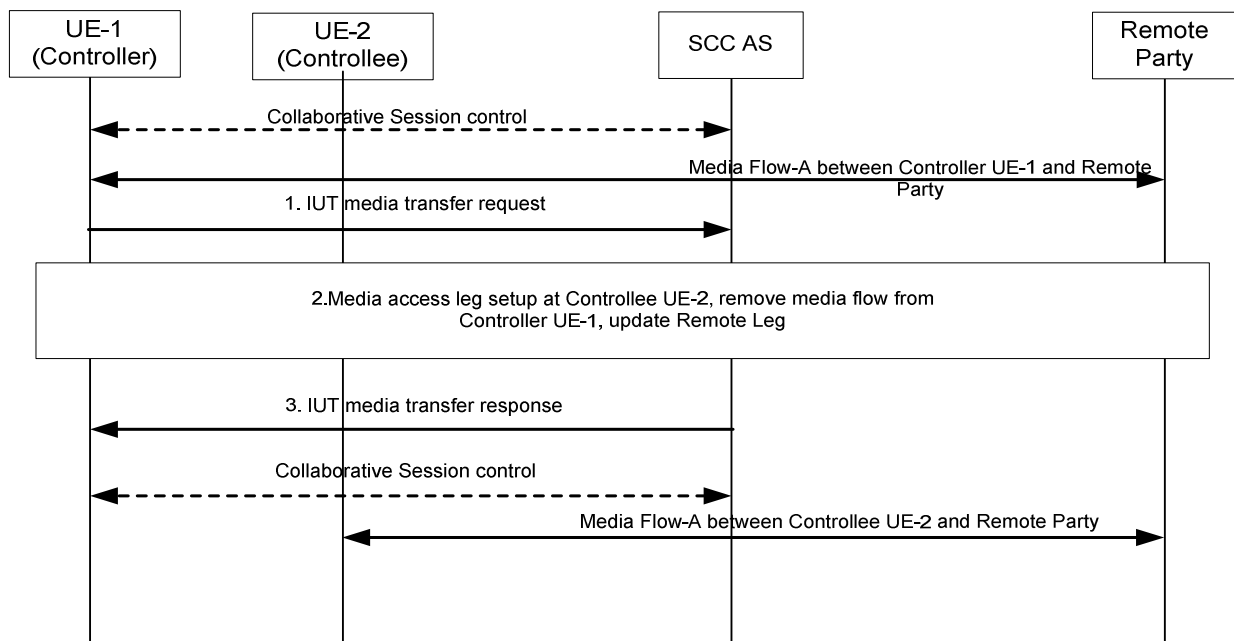 UE-1
(Controller)
UE-2
(Controllee)
SCC AS
Remote
Party
Collaborative Session control
Media Flow-A between Controller UE-1 and Remote
Party
1. IUT media transfer request
2.Media access leg setup at Controllee UE-2, remove media flow from
Controller UE-1, update Remote Leg
3. IUT media transfer response
Collaborative Session control
Media Flow-A between Controllee UE-2 and Remote Party